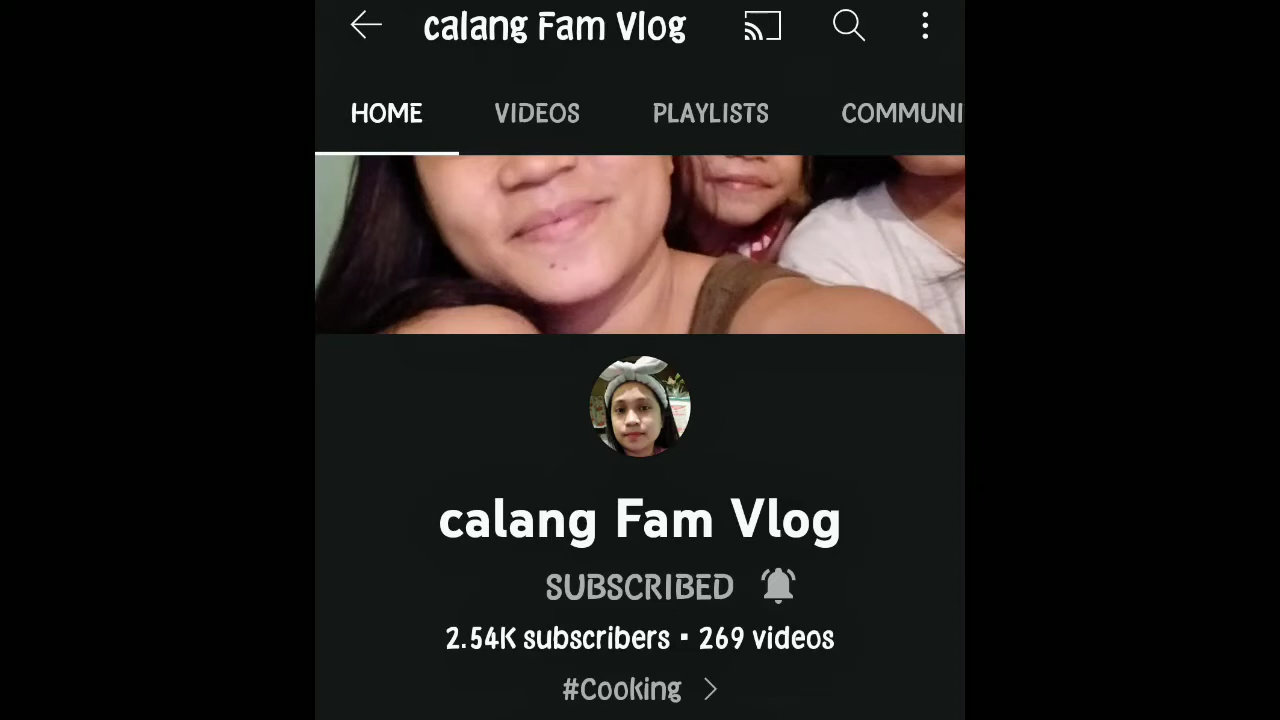 calang Fam Vlog
HOME VIDEOS PLAYLISTS COMMUNI
calang Fam Vlog
SUBSCRIBED
2.54K subscribers · 269 videos
#Cooking